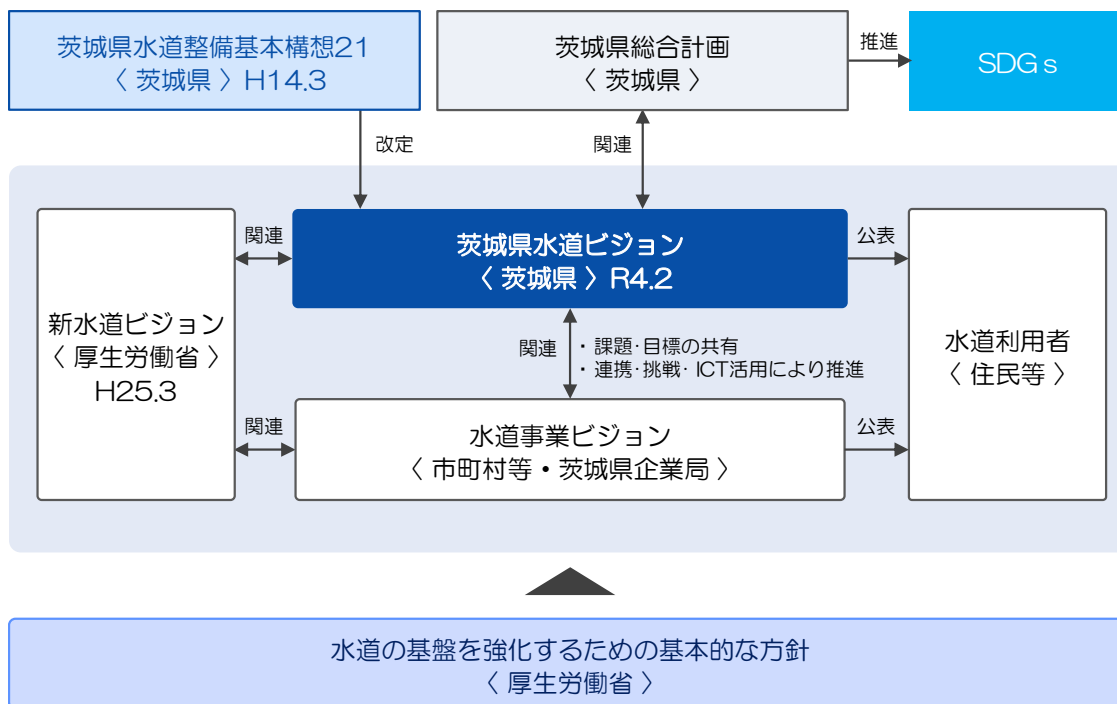 茨城県水道整備基本構想21
〈 茨城県 〉H14.3
茨城県総合計画
〈 茨城県 〉
推進
SDGs
改定
関連
関連
茨城県水道ビジョン
〈 茨城県 〉R4.2
公表
新水道ビジョン
〈 厚生労働省 〉
H25.3
関連
・課題･目標の共有
・連携･挑戦･ICT活用により推進
水道利用者
〈 住民等 〉
関連
水道事業ビジョン
〈 市町村等・茨城県企業局 〉
公表
水道の基盤を強化するための基本的な方針
〈 厚生労働省 〉